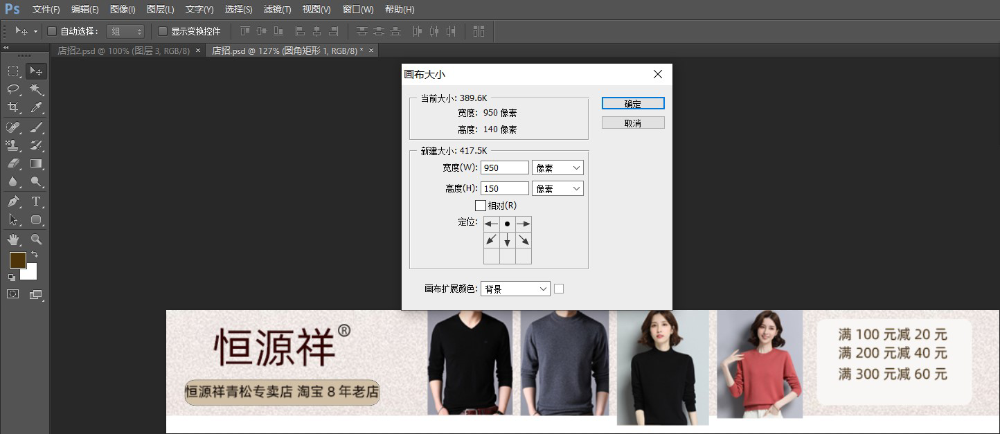 Ps 文件(F) 编辑(E) 图像(I) 图层(L) 文字(Y) 选择(S) 滤镜(T) 视图(V) 窗口(W) 帮助(H)
自动选择: 组 显示变换控件
店招2.psd @ 100% (图层 3, RGB/8) × 店招.psd @ 127% (圆角矩形 1, RGB/8) * ×
画布大小
当前大小: 389.6K
宽度: 950 像素
高度: 140 像素
确定
取消
新建大小: 417.5K
宽度(W): 950 像素
高度(H): 150 像素
相对(R)
定位:
画布扩展颜色: 背景
T
恒源祥®
恒源祥青松专卖店 淘宝 8 年老店
满 100 元减 20 元
满 200 元减 40 元
满 300 元减 60 元